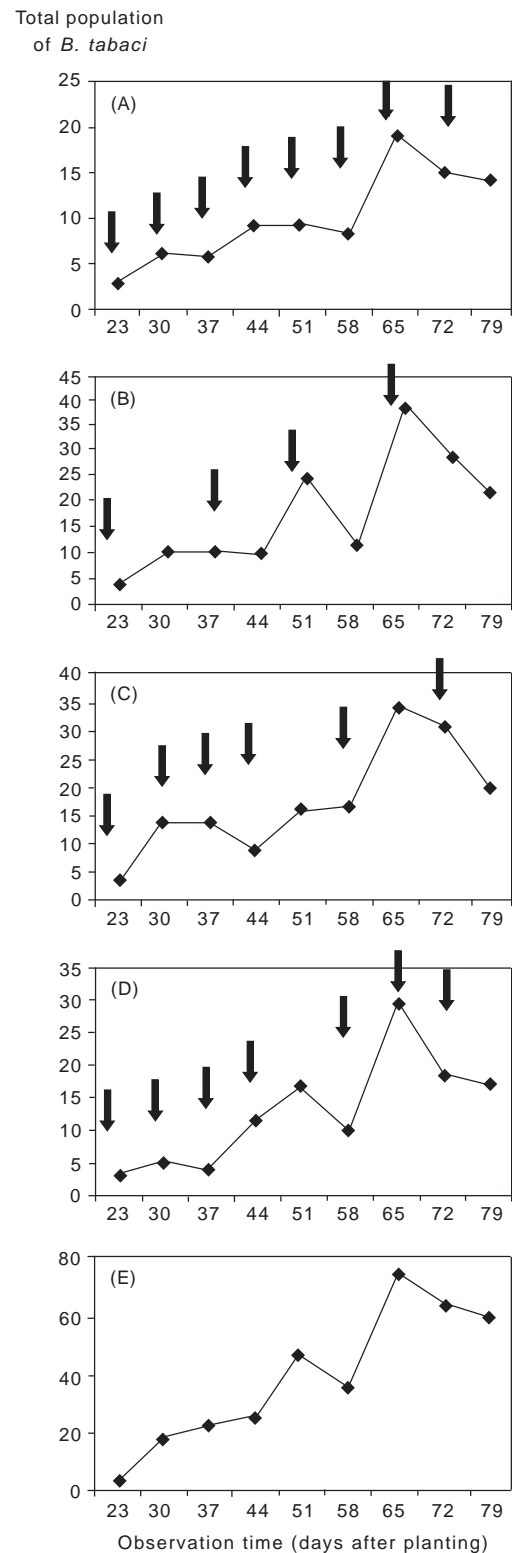 Total population
of B. tabaci
(A)
25
20
15
10
5
0
23 30 37 44 51 58 65 72 79
(B)
45
40
35
30
25
20
15
10
5
0
23 30 37 44 51 58 65 72 79
(C)
40
35
30
25
20
15
10
5
0
23 30 37 44 51 58 65 72 79
(D)
35
30
25
20
15
10
5
0
23 30 37 44 51 58 65 72 79
(E)
80
60
40
20
0
23 30 37 44 51 58 65 72 79
Observation time (days after planting)